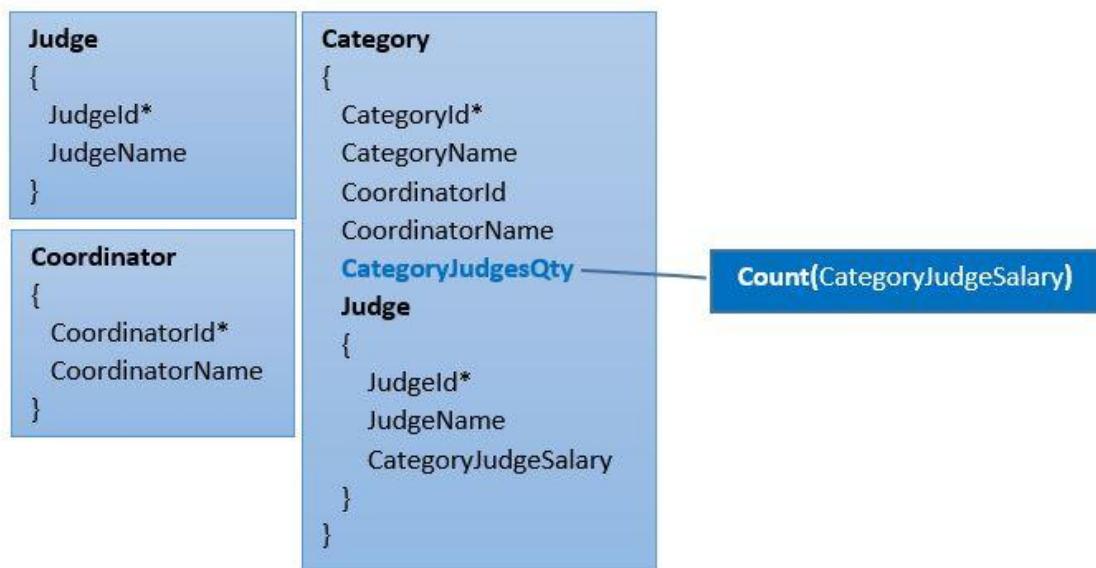 Judge
{
JudgeId*
JudgeName
}
Coordinator
{
CoordinatorId*
CoordinatorName
}
Category
{
CategoryId*
CategoryName
CoordinatorId
CoordinatorName
CategoryJudgesQty
Judge
{
JudgeId*
JudgeName
CategoryJudgeSalary
}
}
Count(CategoryJudgeSalary)